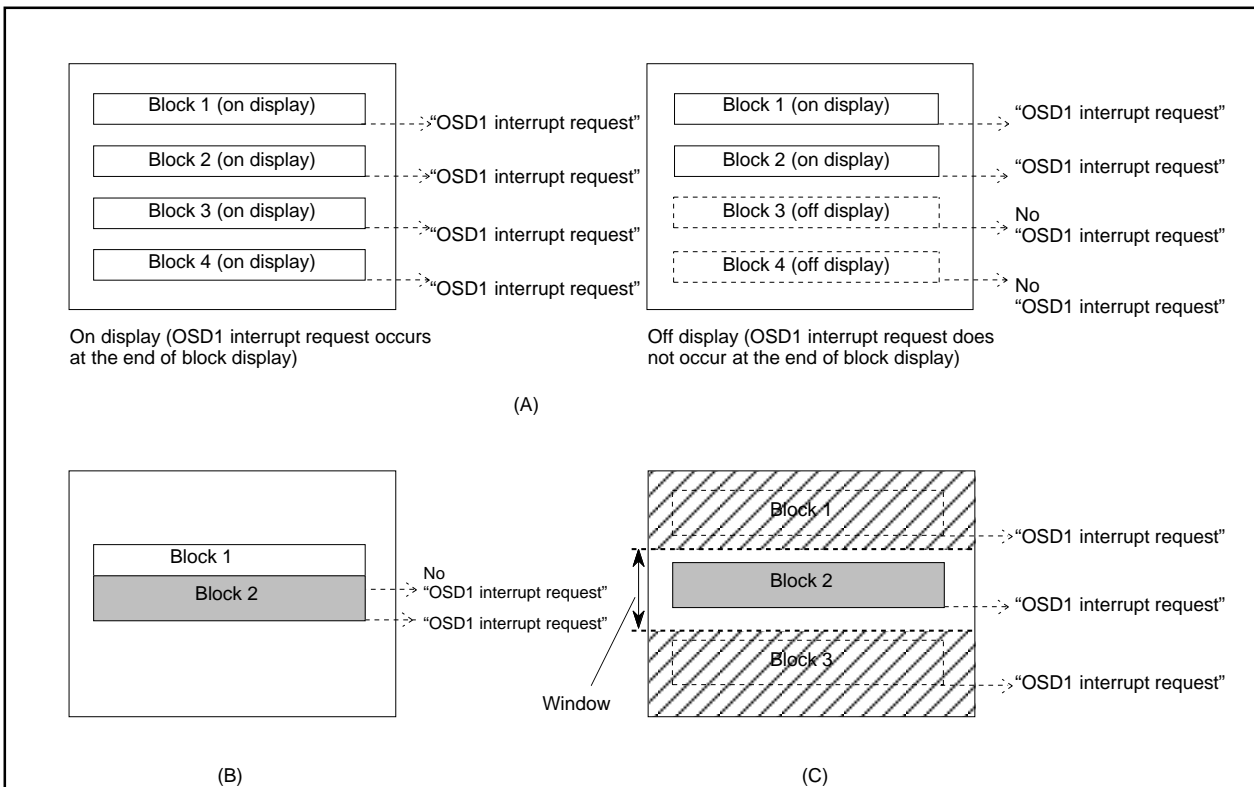 Block 1 (on display)
“OSD1 interrupt request”
Block 2 (on display)
“OSD1 interrupt request”
Block 3 (on display)
“OSD1 interrupt request”
Block 4 (on display)
“OSD1 interrupt request”
On display (OSD1 interrupt request occurs
at the end of block display)
Block 1 (on display)
“OSD1 interrupt request”
Block 2 (on display)
“OSD1 interrupt request”
Block 3 (off display)
No
“OSD1 interrupt request”
Block 4 (off display)
No
“OSD1 interrupt request”
Off display (OSD1 interrupt request does
not occur at the end of block display)
(A)
Block 1
Block 2
No
“OSD1 interrupt request”
“OSD1 interrupt request”
(B)
Block 1
“OSD1 interrupt request”
Block 2
“OSD1 interrupt request”
Block 3
“OSD1 interrupt request”
Window
(C)